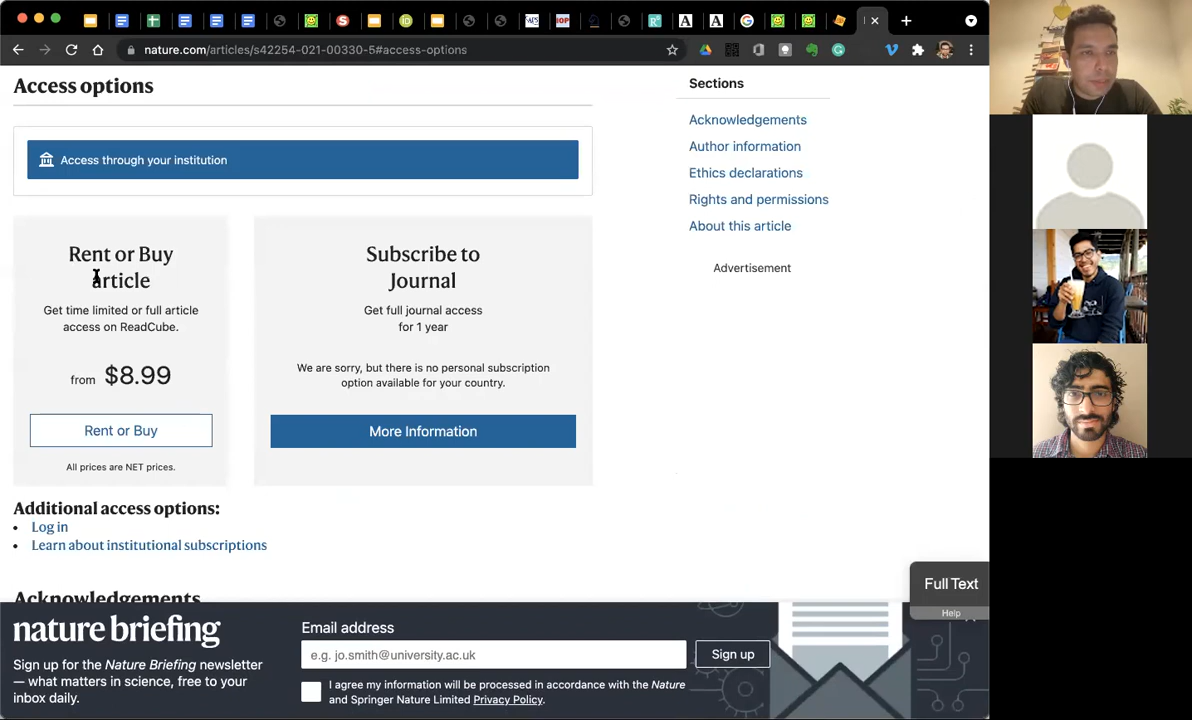 nature.com/articles/s42254-021-00330-5#access-options
Access options
Access through your institution
Rent or Buy
article
Get time limited or full article
access on ReadCube.
from $8.99
Rent or Buy
All prices are NET prices.
Subscribe to
Journal
Get full journal access
for 1 year
We are sorry, but there is no personal subscription
option available for your country.
More Information
Additional access options:
• Log in
• Learn about institutional subscriptions
Acknowledgements
Sections
Acknowledgements
Author information
Ethics declarations
Rights and permissions
About this article
Advertisement
Full Text
Help
nature briefing
Sign up for the Nature Briefing newsletter
— what matters in science, free to your
inbox daily.
Email address
e.g. jo.smith@university.ac.uk
Sign up
I agree my information will be processed in accordance with the Nature
and Springer Nature Limited Privacy Policy.